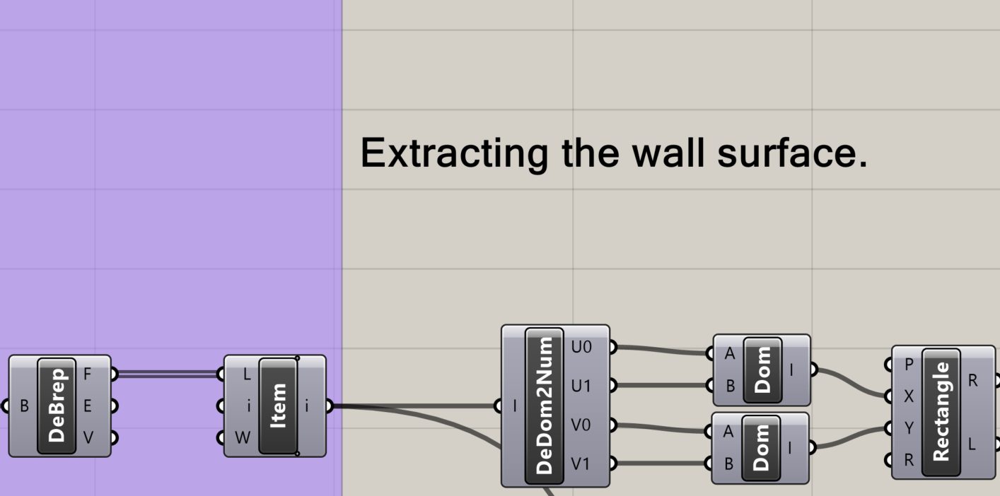 Extracting the wall surface.
B DeBrep F E V
L i W Item i
I DeDom2Num U0 U1 V0 V1
A B Dom I
A B Dom I
P X Y R Rectangle R L